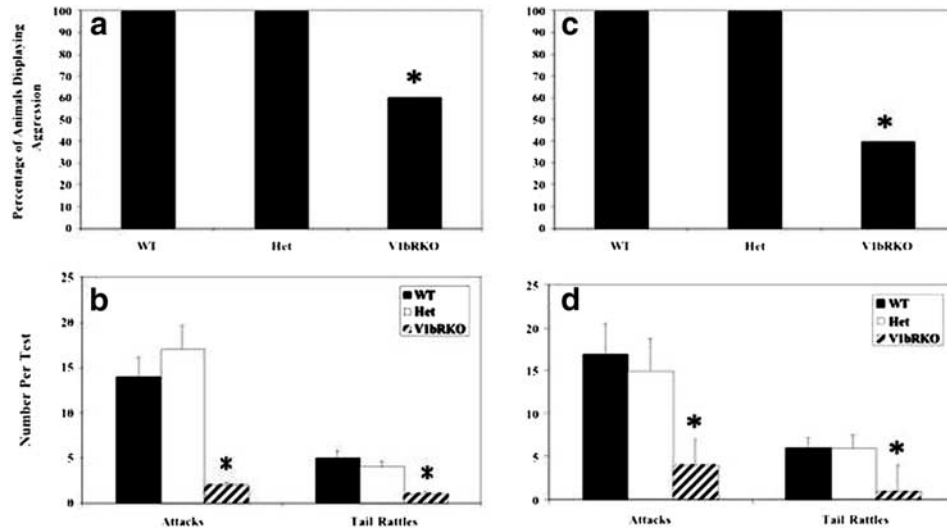 a
Percentage of Animals Displaying
Aggression
100
90
80
70
60
50
40
30
20
10
0
*
WT Het V1bRKO
c
100
90
80
70
60
50
40
30
20
10
0
*
WT Het V1bRKO
b
Number Per Test
25
20
15
10
5
0
WT
Het
V1bRKO
* *
Attacks Tail Rattles
d
25
20
15
10
5
0
WT
Het
V1bRKO
* *
Attacks Tail Rattles